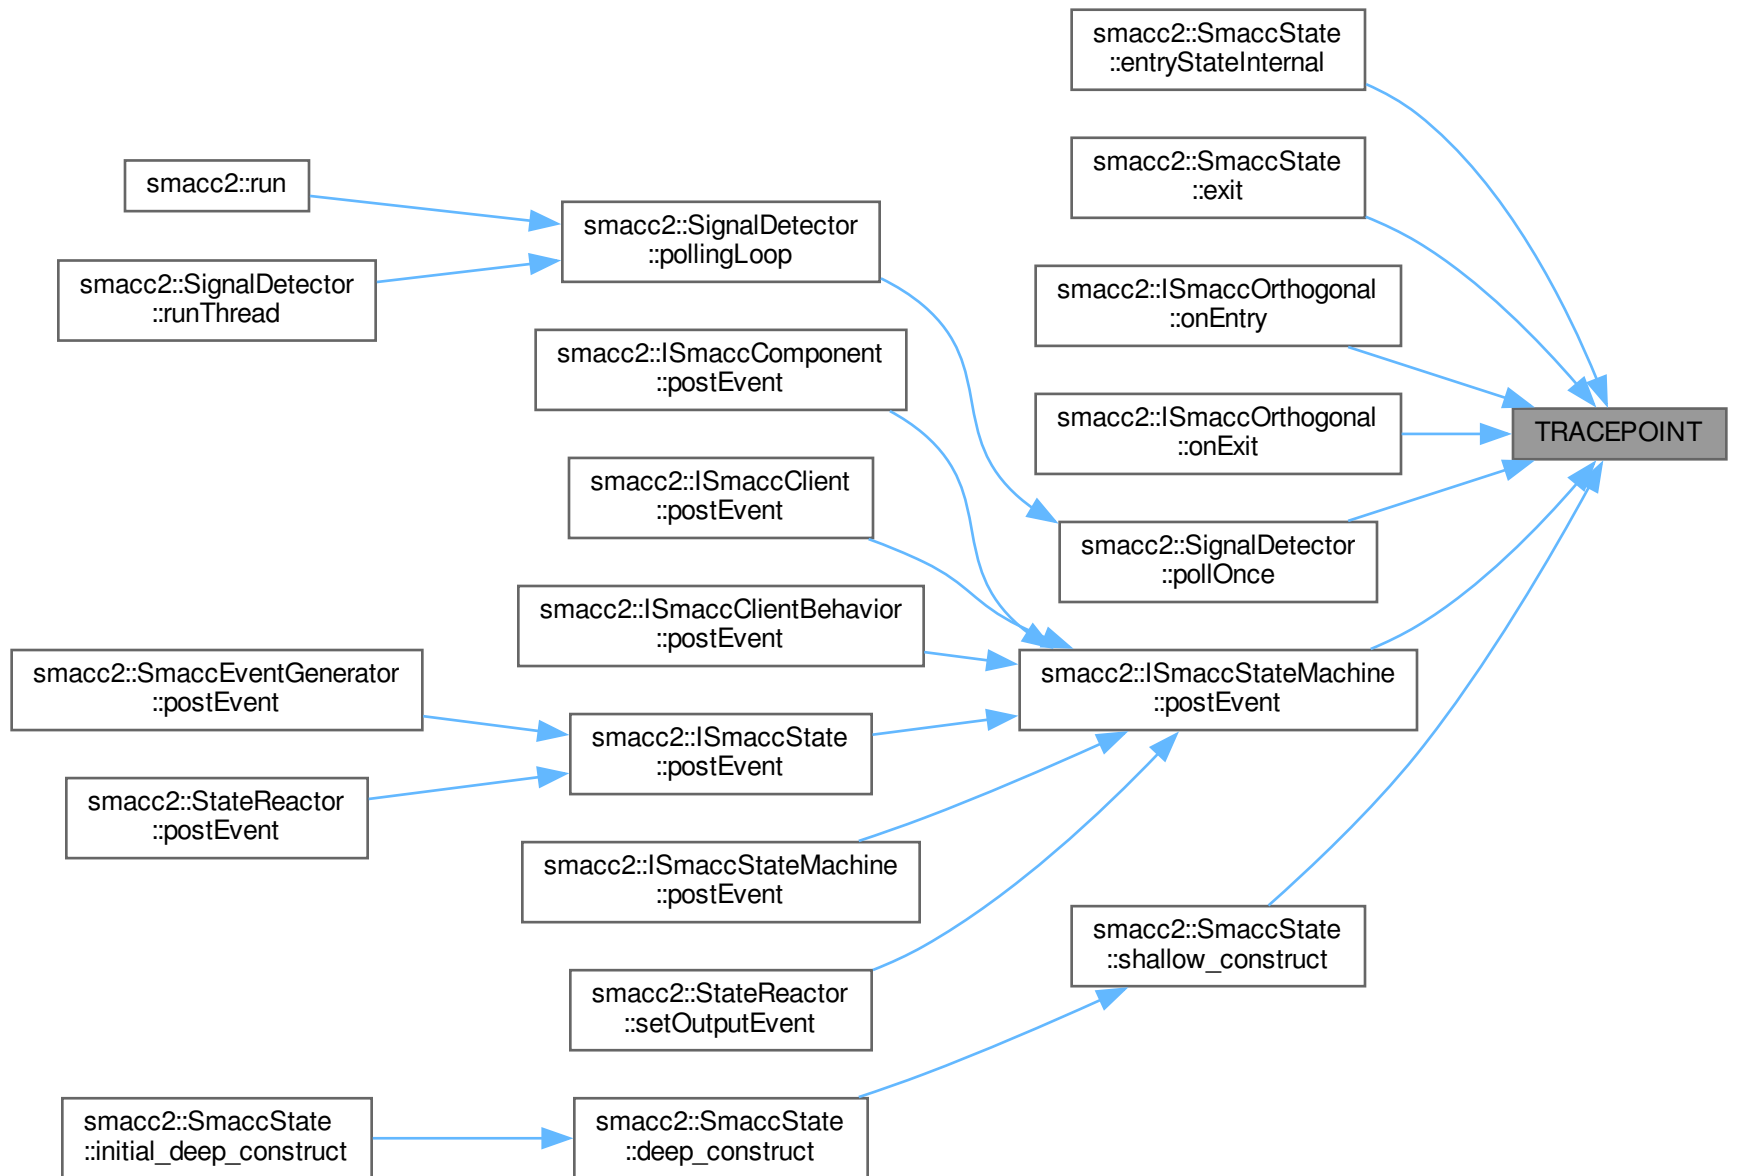 smacc2::SmaccState
::entryStateInternal
smacc2::SmaccState
::exit
smacc2::run
smacc2::SignalDetector
::pollingLoop
smacc2::SignalDetector
::runThread
smacc2::ISmaccOrthogonal
::onEntry
smacc2::ISmaccComponent
::postEvent
smacc2::ISmaccOrthogonal
::onExit
TRACEPOINT
smacc2::ISmaccClient
::postEvent
smacc2::SignalDetector
::pollOnce
smacc2::ISmaccClientBehavior
::postEvent
smacc2::SmaccEventGenerator
::postEvent
smacc2::ISmaccStateMachine
::postEvent
smacc2::ISmaccState
::postEvent
smacc2::StateReactor
::postEvent
smacc2::ISmaccStateMachine
::postEvent
smacc2::SmaccState
::shallow_construct
smacc2::StateReactor
::setOutputEvent
smacc2::SmaccState
::initial_deep_construct
smacc2::SmaccState
::deep_construct